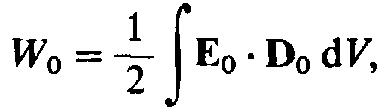 W₀ = 1/2 ∫ E₀ · D₀ dV,